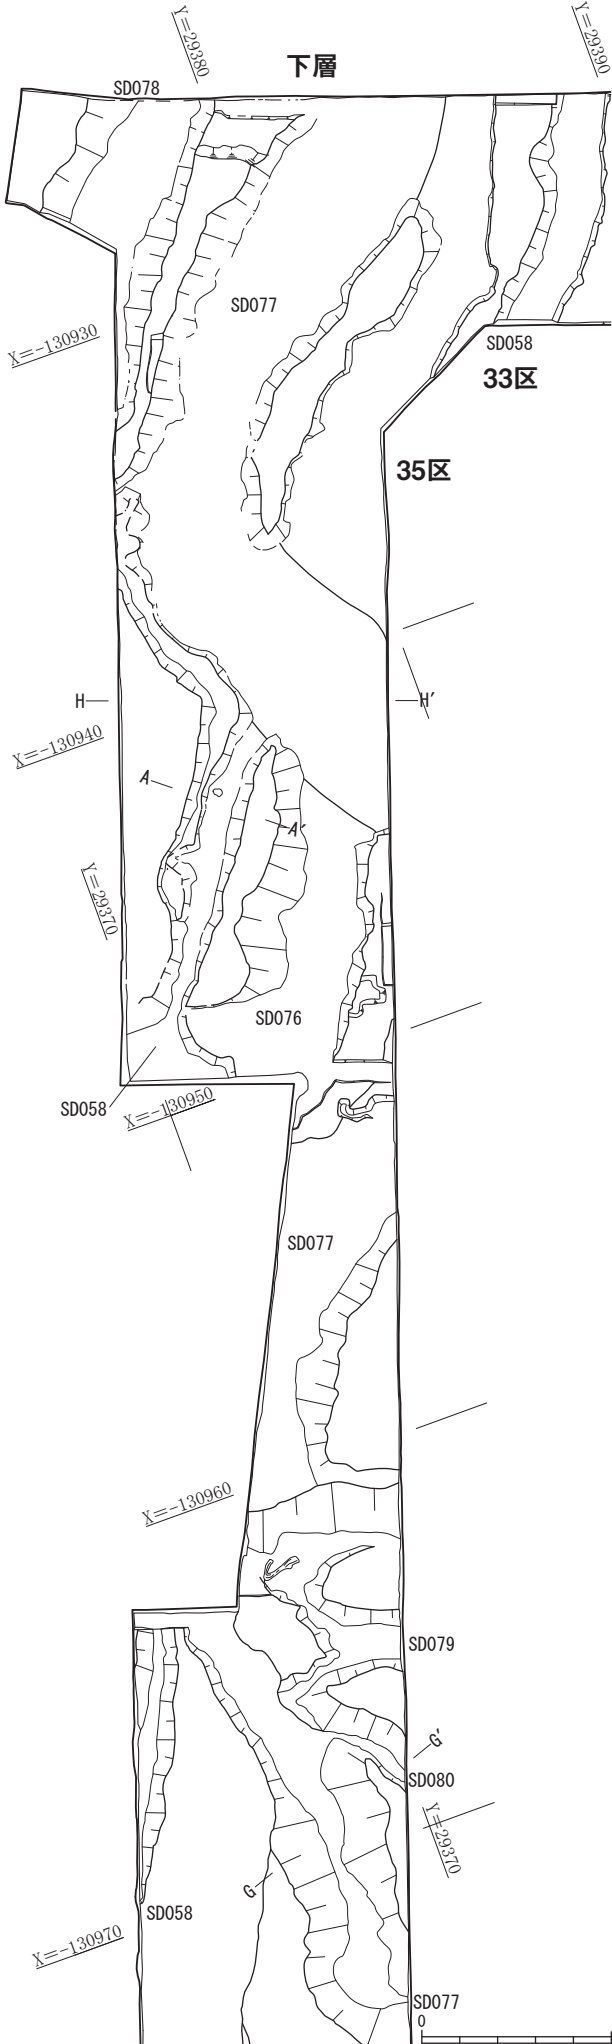 Y=29380
Y=29390
下層
SD078
SD077
X=-130930
SD058
33区
35区
H
H′
X=-130940
A
A′
Y=29370
SD076
SD058
X=-130950
SD077
X=-130960
SD079
G′
SD080
Y=29370
G
SD058
X=-130970
SD077
0